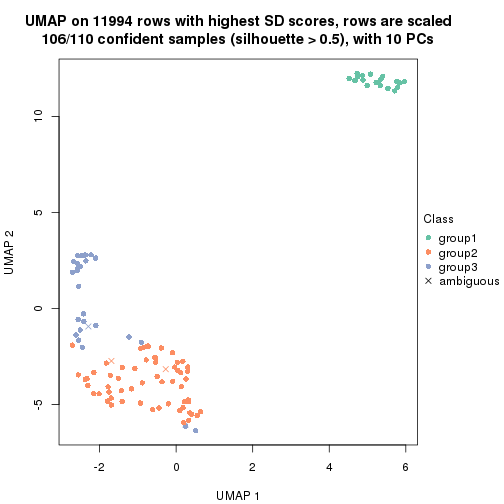 UMAP on 11994 rows with highest SD scores, rows are scaled
106/110 confident samples (silhouette > 0.5), with 10 PCs
10
5
0
-5
UMAP 2
-2
0
2
4
6
UMAP 1
Class
group1
group2
group3
ambiguous